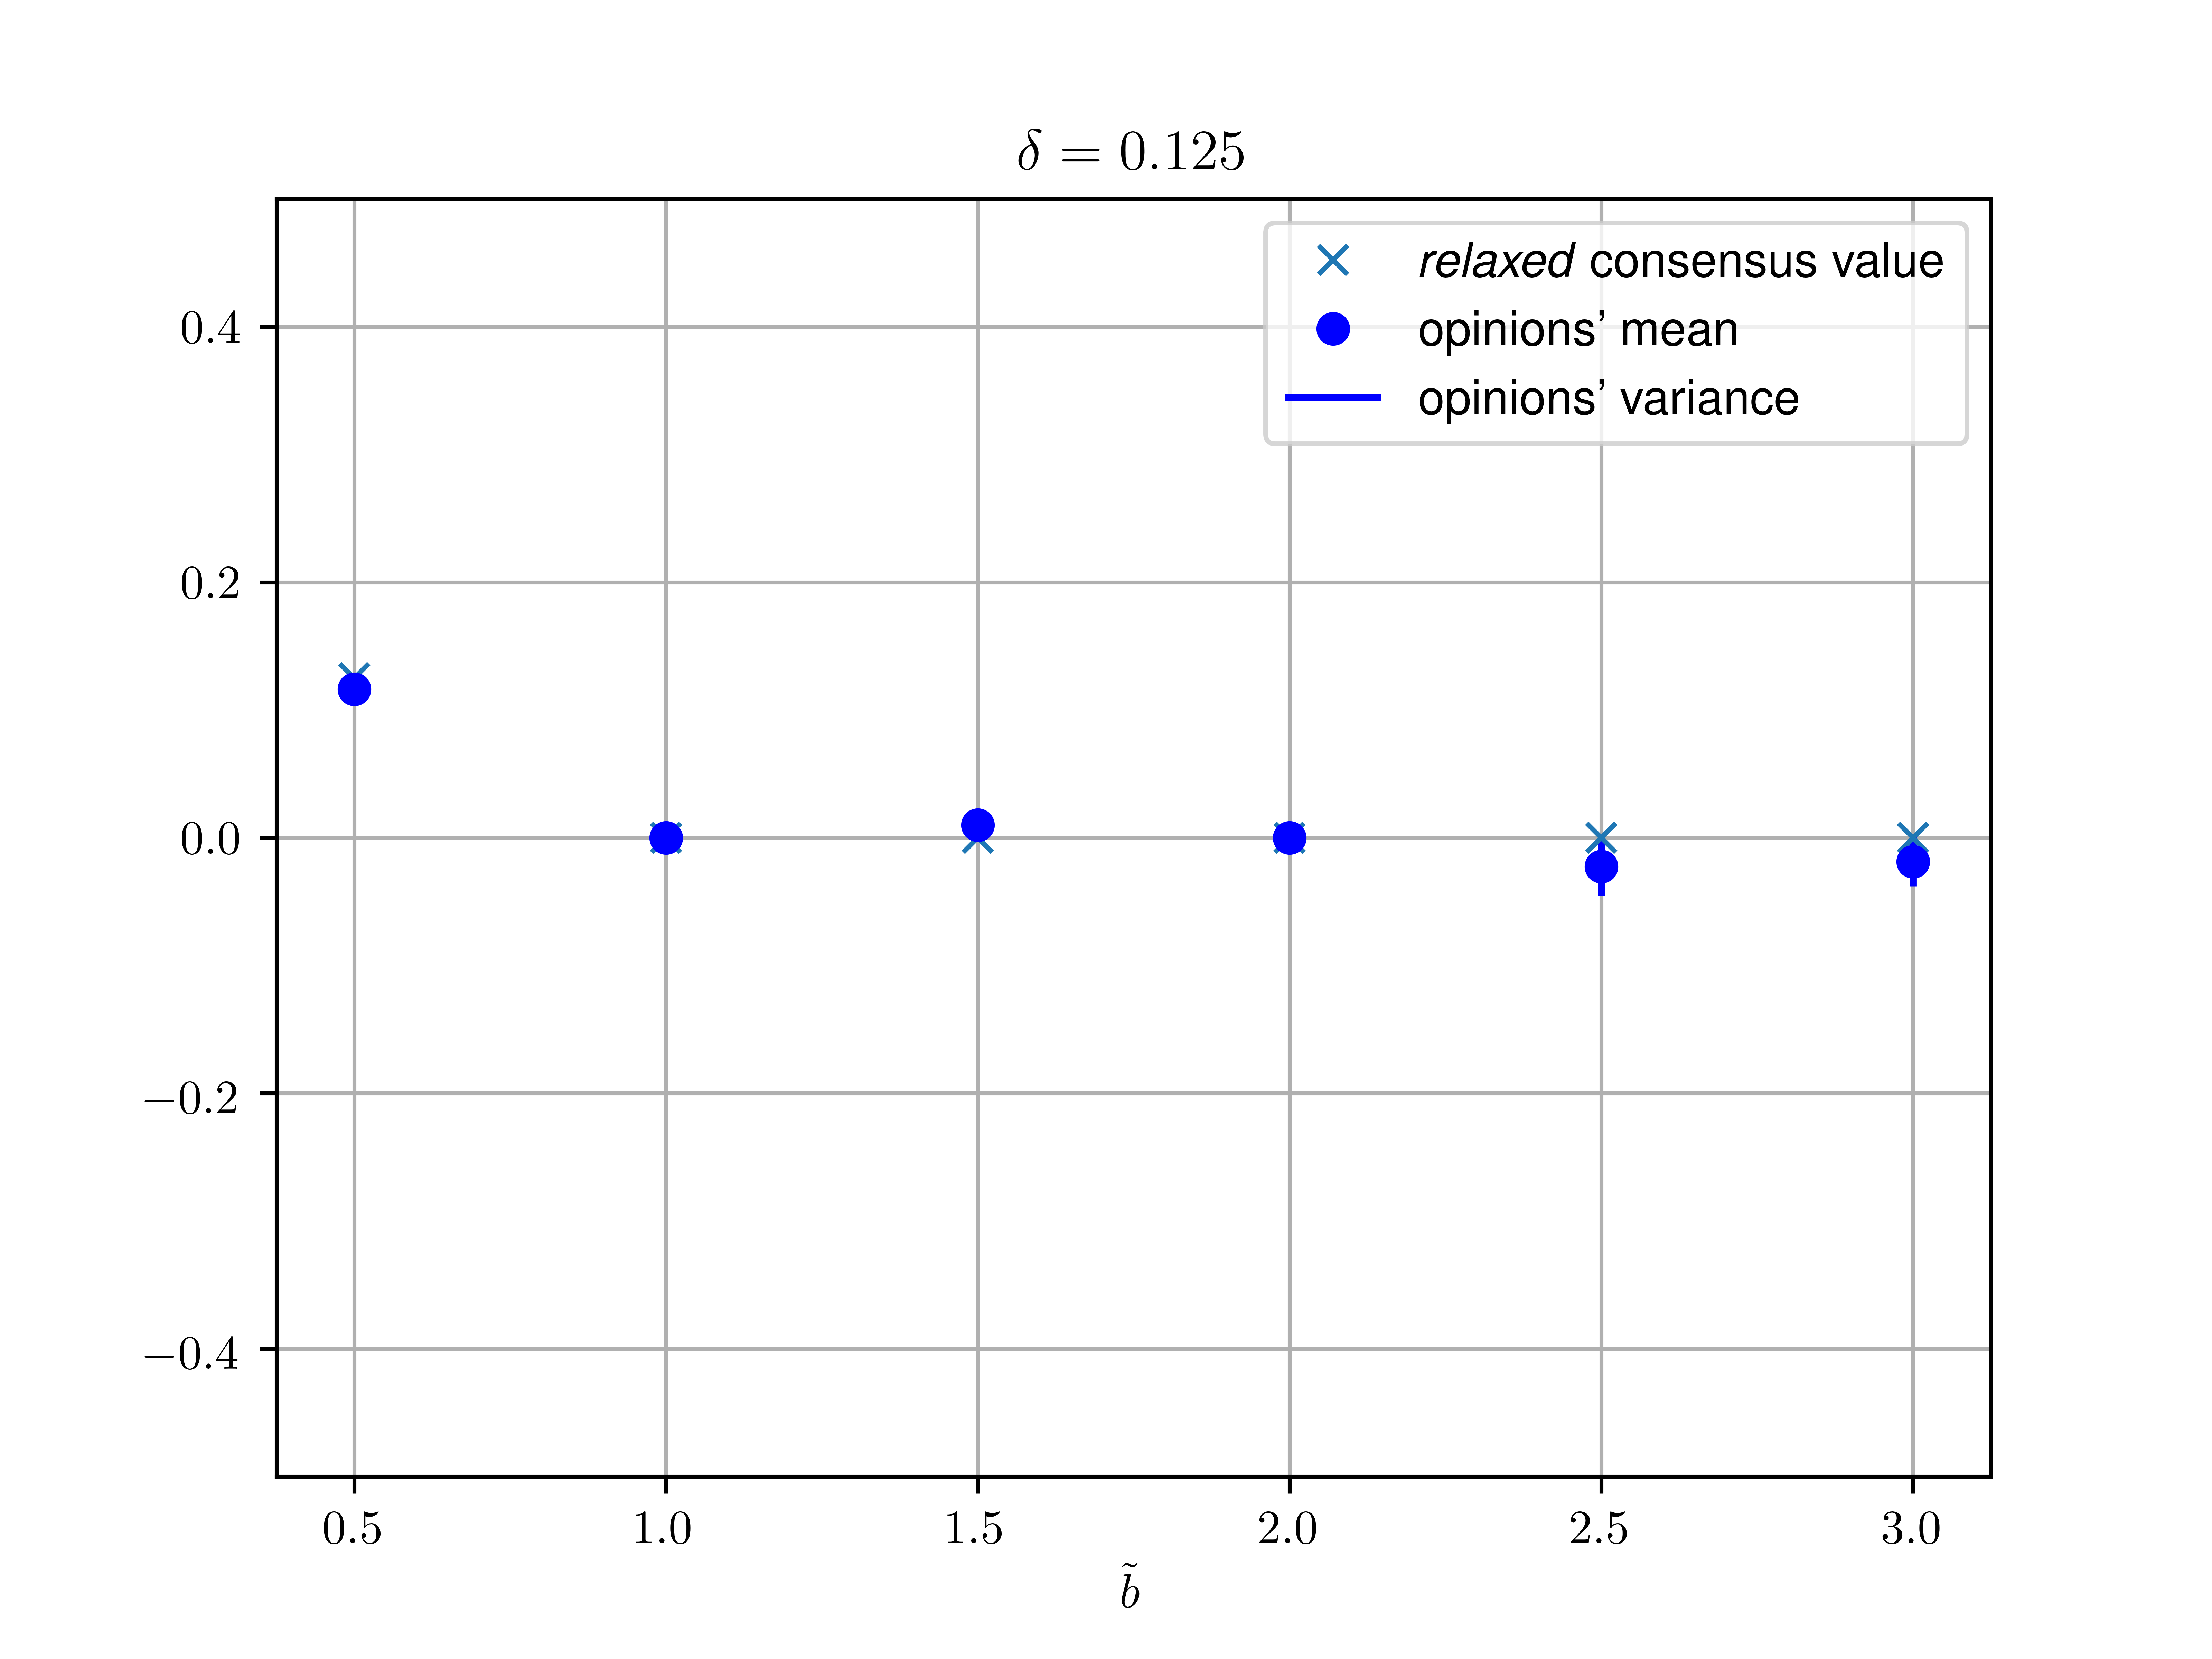 δ = 0.125
relaxed consensus value
opinions’ mean
opinions’ variance
0.4
0.2
0.0
−0.2
−0.4
0.5 1.0 1.5 2.0 2.5 3.0
b̃